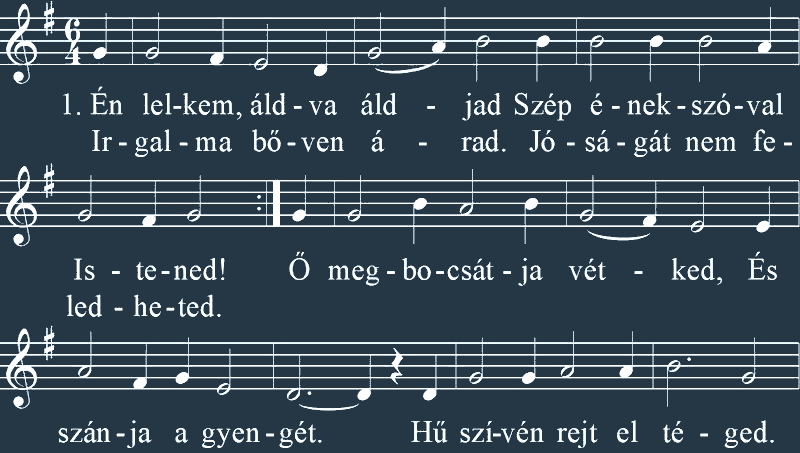 6
4
1. Én lel-kem, áld - va áld - jad Szép é - nek - szó-val
Ir - gal - ma bő - ven á - rad. Jó - sá - gát nem fe -
Is - te - ned! Ő meg - bo - csát - ja vét - ked, És
led - he - ted.
szán - ja a gyen - gét. Hű szí-vén rejt el té - ged.